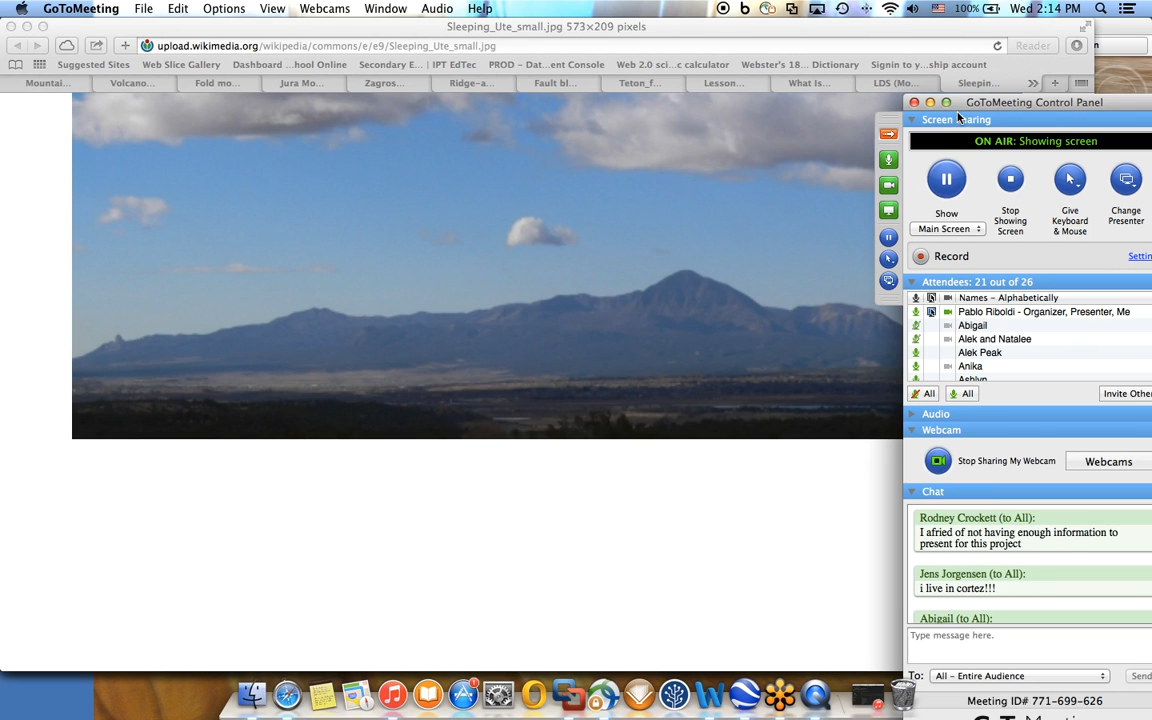 GoToMeeting File Edit Options View Webcams Window Audio Help 100% Wed 2:14 PM
Sleeping_Ute_small.jpg 573×209 pixels
upload.wikimedia.org/wikipedia/commons/e/e9/Sleeping_Ute_small.jpg Reader
Suggested Sites Web Slice Gallery Dashboard ...hool Online Secondary E... | IPT EdTec PROD - Dat...ent Console Web 2.0 sci...c calculator Webster's 18... Dictionary Signin to y...ship account
Mountai... Volcano... Fold mo... Jura Mo... Zagros... Ridge-a... Fault bl... Teton_f... Lesson... What Is... LDS (Mo... Sleepin...
GoToMeeting Control Panel
Screen Sharing
ON AIR: Showing screen
Show
Main Screen
Stop
Showing
Screen
Give
Keyboard
& Mouse
Change
Presenter
Record Settin
Attendees: 21 out of 26
Names - Alphabetically
Pablo Riboldi - Organizer, Presenter, Me
Abigail
Alek and Natalee
Alek Peak
Anika
Ashlyn
All All Invite Othe
Audio
Webcam
Stop Sharing My Webcam Webcams
Chat
Rodney Crockett (to All):
I afried of not having enough information to
present for this project
Jens Jorgensen (to All):
i live in cortez!!!
Abigail (to All):
Type message here.
To: All - Entire Audience Send
Meeting ID# 771-699-626